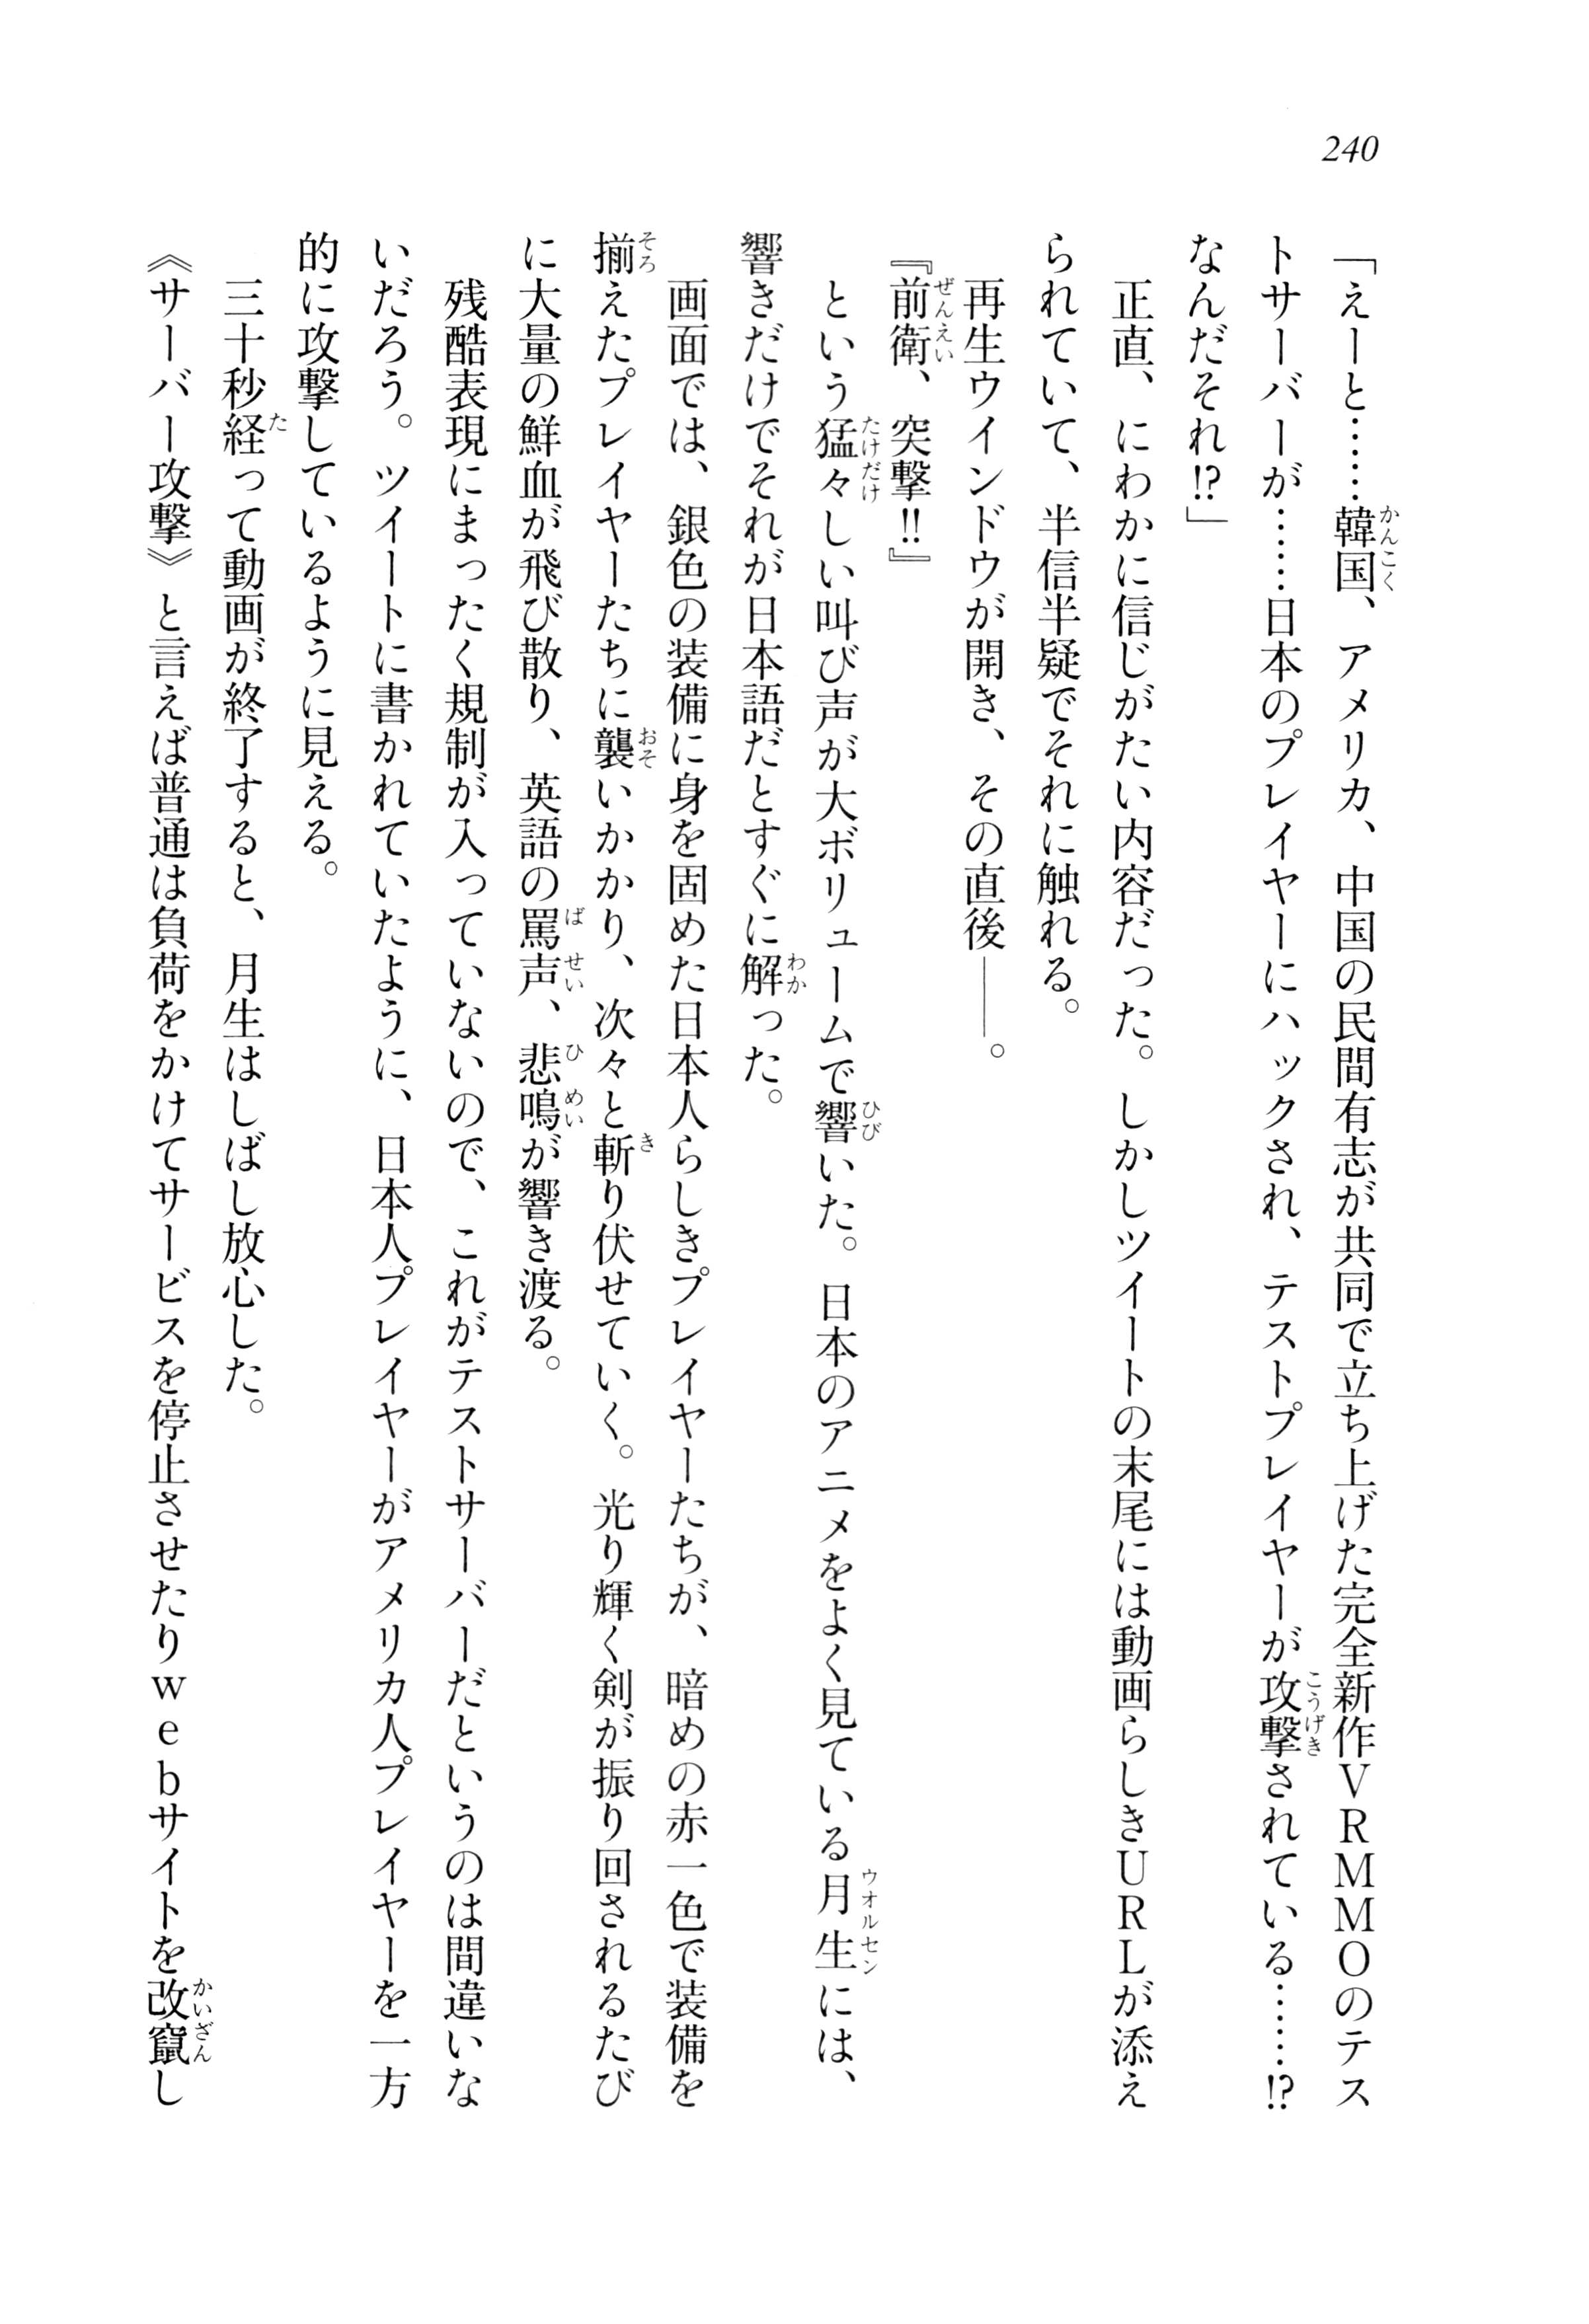 240
「えーと……韓国、アメリカ、中国の民間有志が共同で立ち上げた完全新作ＶＲＭＭＯのテス
トサーバーが……日本のプレイヤーにハックされ、テストプレイヤーが攻撃されている……!?
なんだそれ!?」
　正直、にわかに信じがたい内容だった。しかしツイートの末尾には動画らしきＵＲＬが添え
られていて、半信半疑でそれに触れる。
　再生ウインドウが開き、その直後――。
『前衛、突撃!!』
　という猛々しい叫び声が大ボリュームで響いた。日本のアニメをよく見ている月生には、
響きだけでそれが日本語だとすぐに解った。
　画面では、銀色の装備に身を固めた日本人らしきプレイヤーたちが、暗めの赤一色で装備を
揃えたプレイヤーたちに襲いかかり、次々と斬り伏せていく。光り輝く剣が振り回されるたび
に大量の鮮血が飛び散り、英語の罵声、悲鳴が響き渡る。
　残酷表現にまったく規制が入っていないので、これがテストサーバーだというのは間違いな
いだろう。ツイートに書かれていたように、日本人プレイヤーがアメリカ人プレイヤーを一方
的に攻撃しているように見える。
　三十秒経って動画が終了すると、月生はしばし放心した。
《サーバー攻撃》と言えば普通は負荷をかけてサービスを停止させたりｗｅｂサイトを改竄し